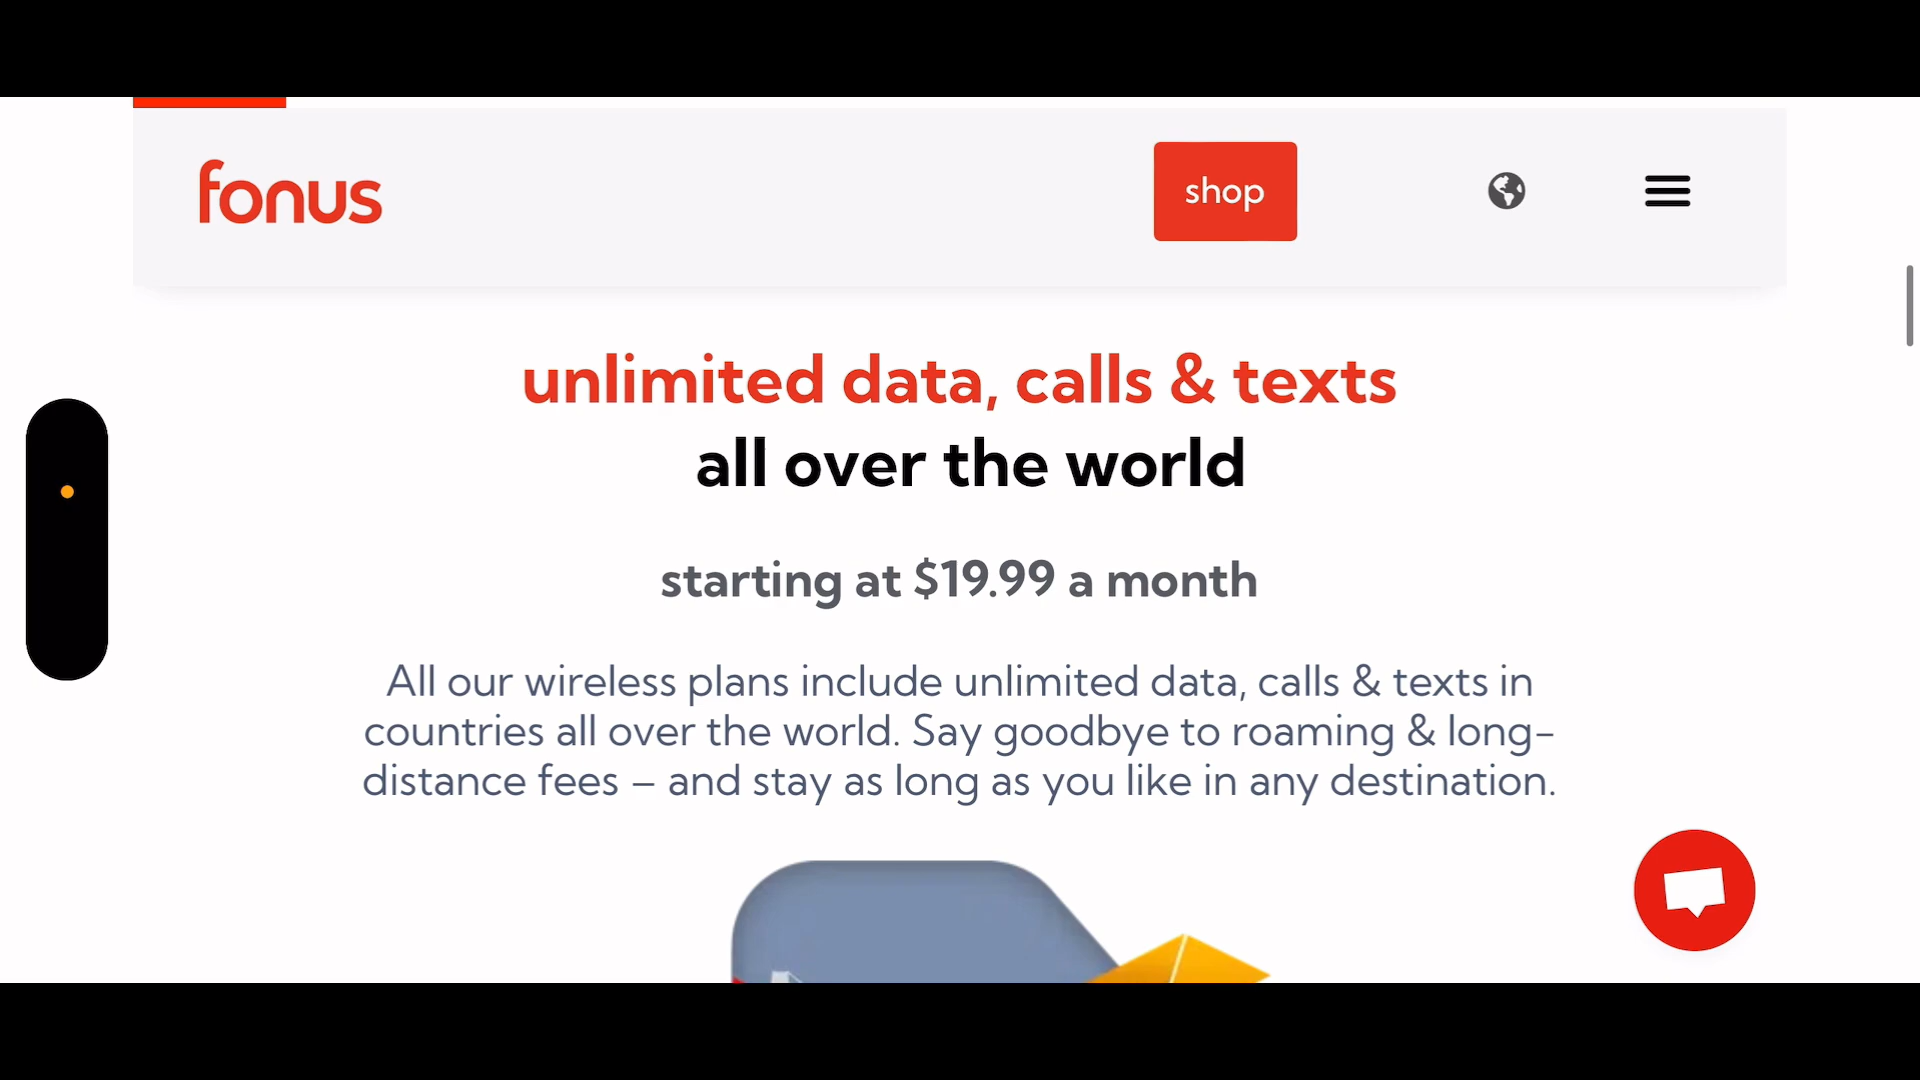 fonus
shop
unlimited data, calls & texts
all over the world
starting at $19.99 a month
All our wireless plans include unlimited data, calls & texts in
countries all over the world. Say goodbye to roaming & long-
distance fees – and stay as long as you like in any destination.